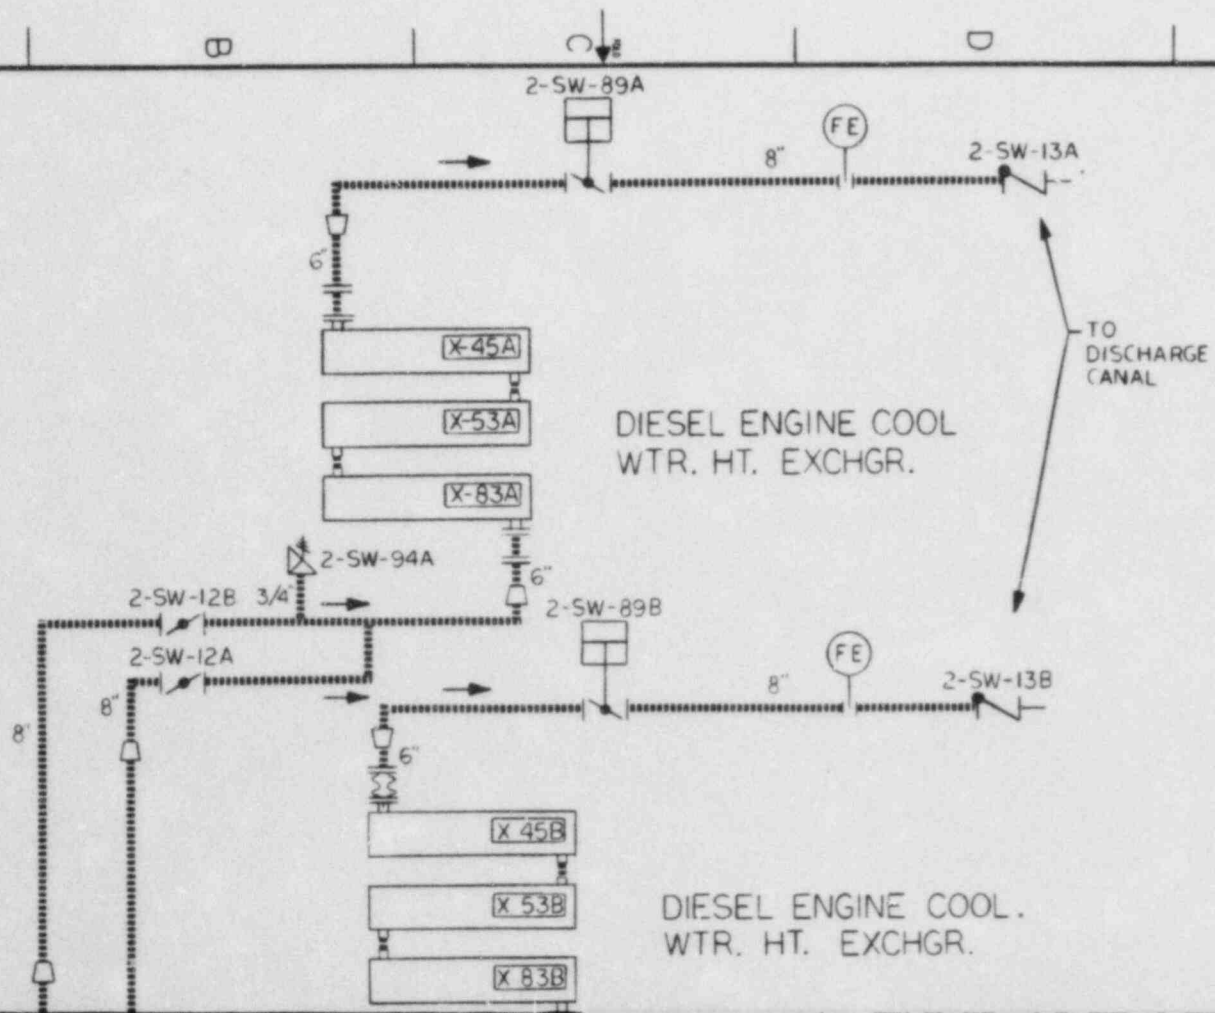 B
C
D
2-SW-89A
FE
8"
2-SW-13A
6"
X-45A
TO
DISCHARGE
CANAL
X-53A
DIESEL ENGINE COOL
WTR. HT. EXCHGR.
X-83A
2-SW-94A
6"
2-SW-12B
3/4"
2-SW-89B
2-SW-12A
FE
8"
2-SW-13B
8"
8"
6"
X 45B
X 53B
DIESEL ENGINE COOL.
WTR. HT. EXCHGR.
X 83B